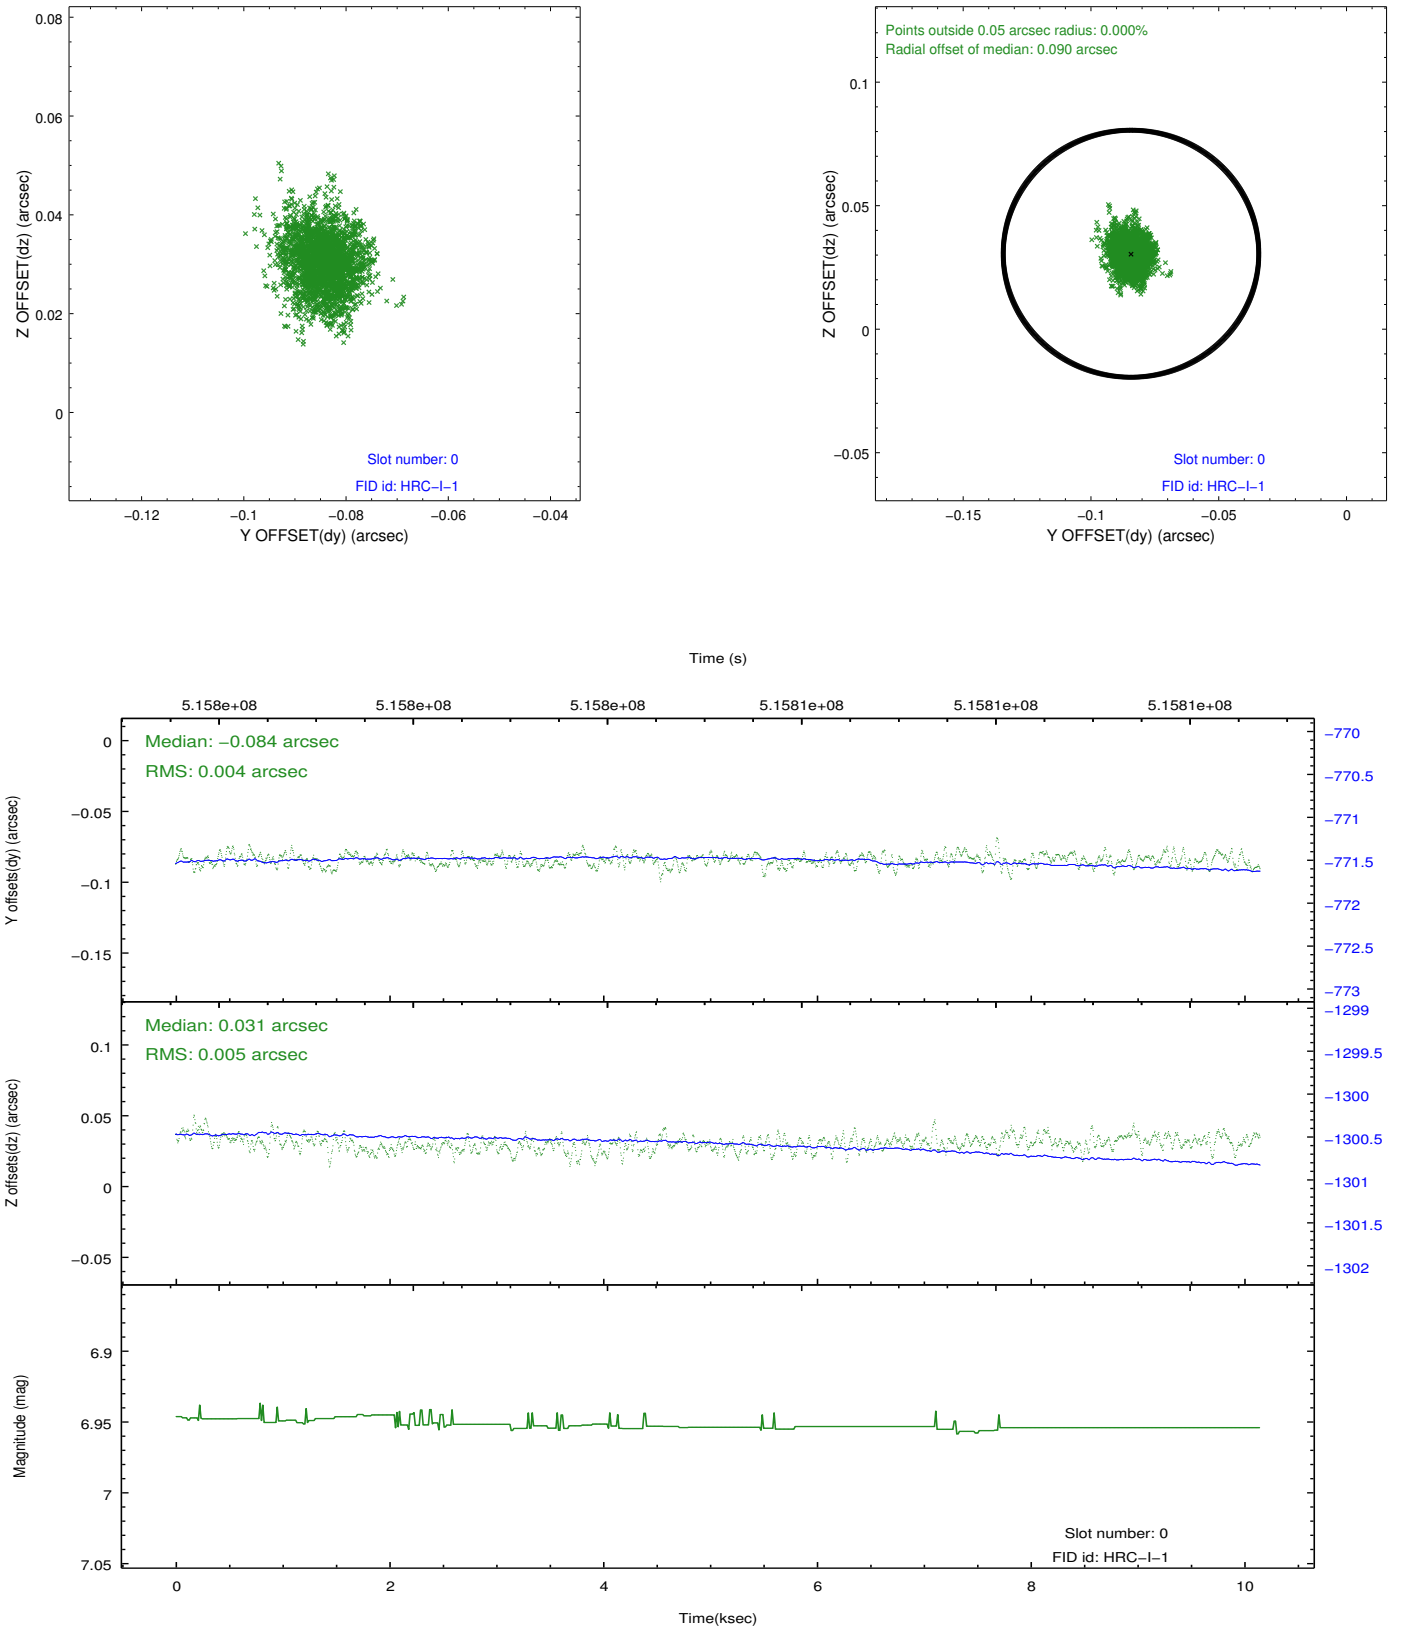 0.08
0.06
0.04
0.02
0
Z OFFSET(dz) (arcsec)
Slot number: 0
FID id: HRC−I−1
−0.12
−0.1
−0.08
−0.06
−0.04
Y OFFSET(dy) (arcsec)
Points outside 0.05 arcsec radius: 0.000%
Radial offset of median: 0.090 arcsec
0.1
0.05
0
−0.05
Z OFFSET(dz) (arcsec)
Slot number: 0
FID id: HRC−I−1
−0.15
−0.1
−0.05
0
Y OFFSET(dy) (arcsec)
Time (s)
5.158e+08
5.158e+08
5.158e+08
5.1581e+08
5.1581e+08
5.1581e+08
Median: −0.084 arcsec
RMS: 0.004 arcsec
0
−0.05
−0.1
−0.15
Y offsets(dy) (arcsec)
−770
−770.5
−771
−771.5
−772
−772.5
−773
Median: 0.031 arcsec
RMS: 0.005 arcsec
0.1
0.05
0
−0.05
Z offsets(dz) (arcsec)
−1299
−1299.5
−1300
−1300.5
−1301
−1301.5
−1302
6.9
6.95
7
7.05
Magnitude (mag)
Slot number: 0
FID id: HRC−I−1
0
2
4
6
8
10
Time(ksec)